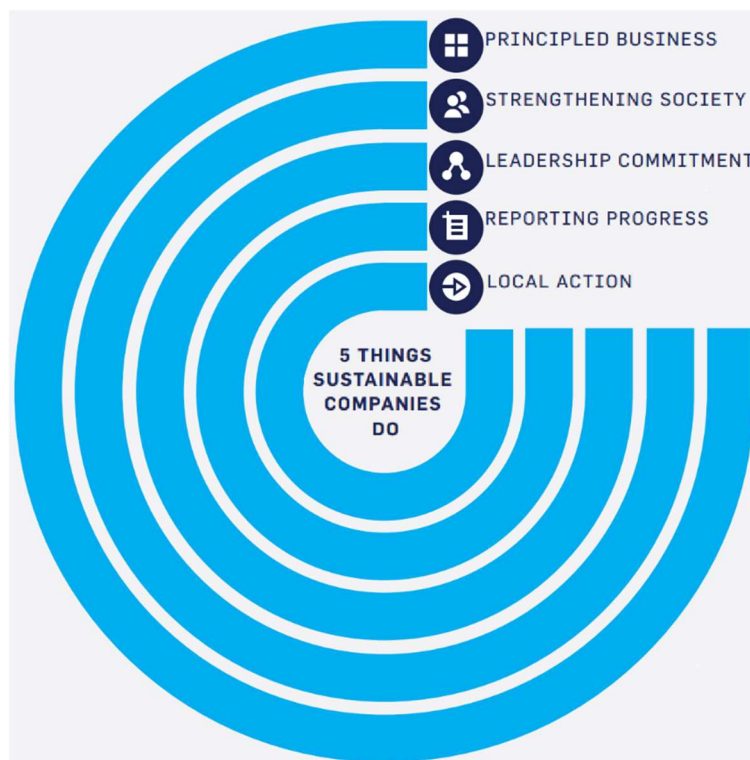 PRINCIPLED BUSINESS
STRENGTHENING SOCIETY
LEADERSHIP COMMITMENT
REPORTING PROGRESS
LOCAL ACTION
5 THINGS
SUSTAINABLE
COMPANIES
DO